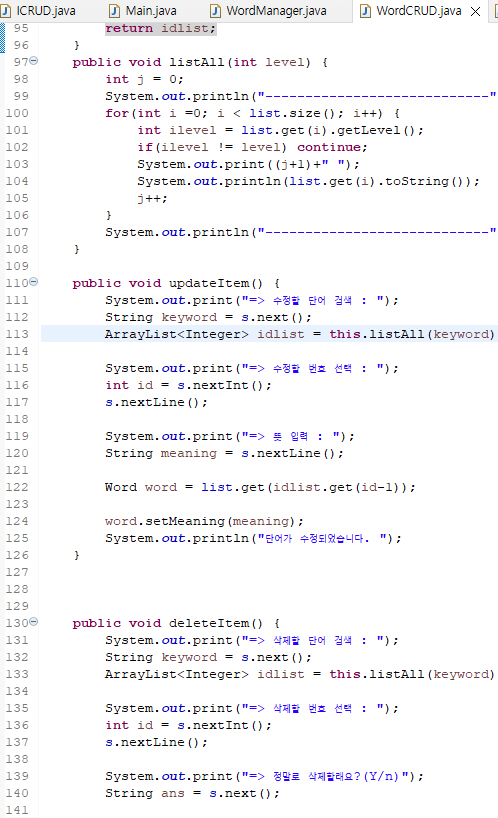 ICRUD.java Main.java WordManager.java WordCRUD.java
95 return idlist;
96 }
97 public void listAll(int level) {
98 int j = 0;
99 System.out.println("-----------------------------"
100 for(int i =0; i < list.size(); i++) {
101 int ilevel = list.get(i).getLevel();
102 if(ilevel != level) continue;
103 System.out.print((j+1)+" ");
104 System.out.println(list.get(i).toString());
105 j++;
106 }
107 System.out.println("-----------------------------"
108 }
109
110 public void updateItem() {
111 System.out.print("=> 수정할 단어 검색 : ");
112 String keyword = s.next();
113 ArrayList<Integer> idlist = this.listAll(keyword)
114
115 System.out.print("=> 수정할 번호 선택 : ");
116 int id = s.nextInt();
117 s.nextLine();
118
119 System.out.print("=> 뜻 입력 : ");
120 String meaning = s.nextLine();
121
122 Word word = list.get(idlist.get(id-1));
123
124 word.setMeaning(meaning);
125 System.out.println("단어가 수정되었습니다. ");
126 }
127
128
129
130 public void deleteItem() {
131 System.out.print("=> 삭제할 단어 검색 : ");
132 String keyword = s.next();
133 ArrayList<Integer> idlist = this.listAll(keyword)
134
135 System.out.print("=> 삭제할 번호 선택 : ");
136 int id = s.nextInt();
137 s.nextLine();
138
139 System.out.print("=> 정말로 삭제할래요?(Y/n)");
140 String ans = s.next();
141